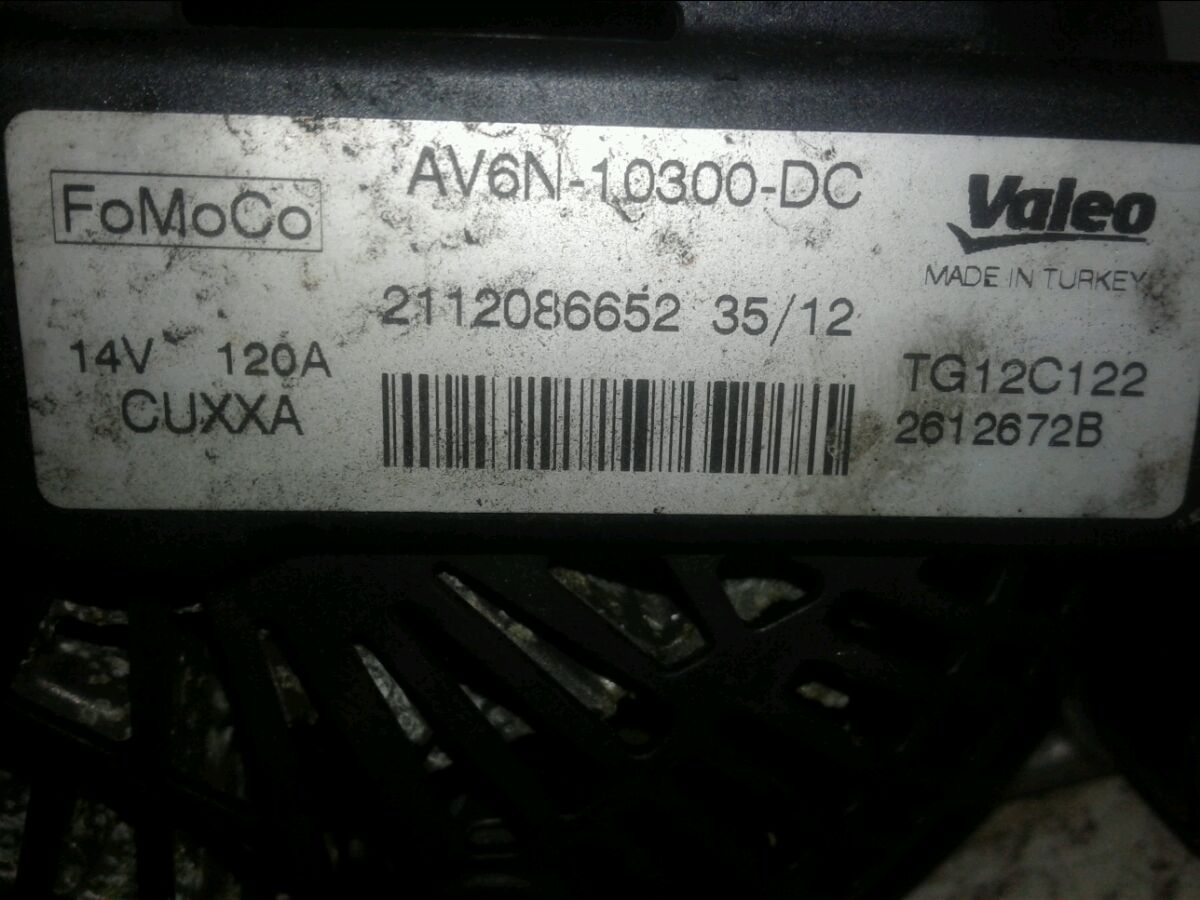 FoMoCo
AV6N-10300-DC
Valeo
MADE IN TURKEY
2112086652 35/12
14V 120A
CUXXA
TG12C122
2612672B